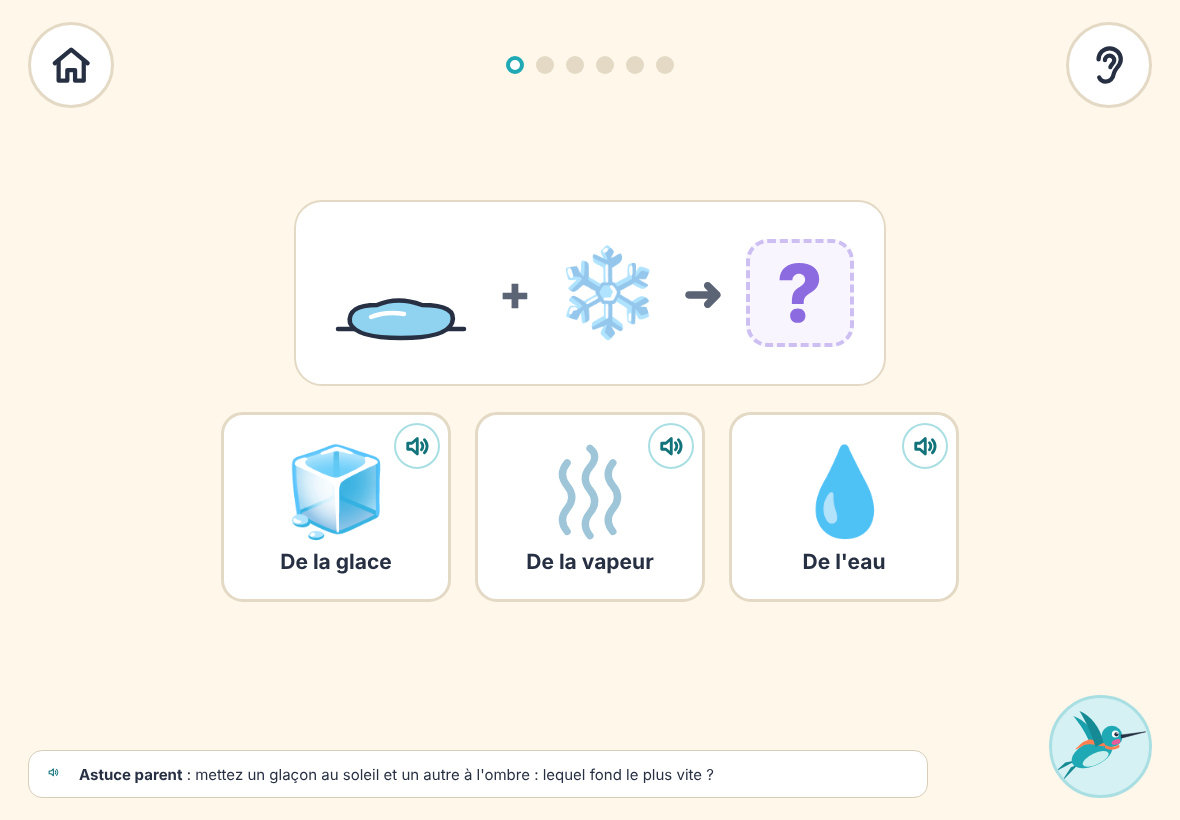 +
?
De la glace
De la vapeur
De l'eau
Astuce parent : mettez un glaçon au soleil et un autre à l'ombre : lequel fond le plus vite ?